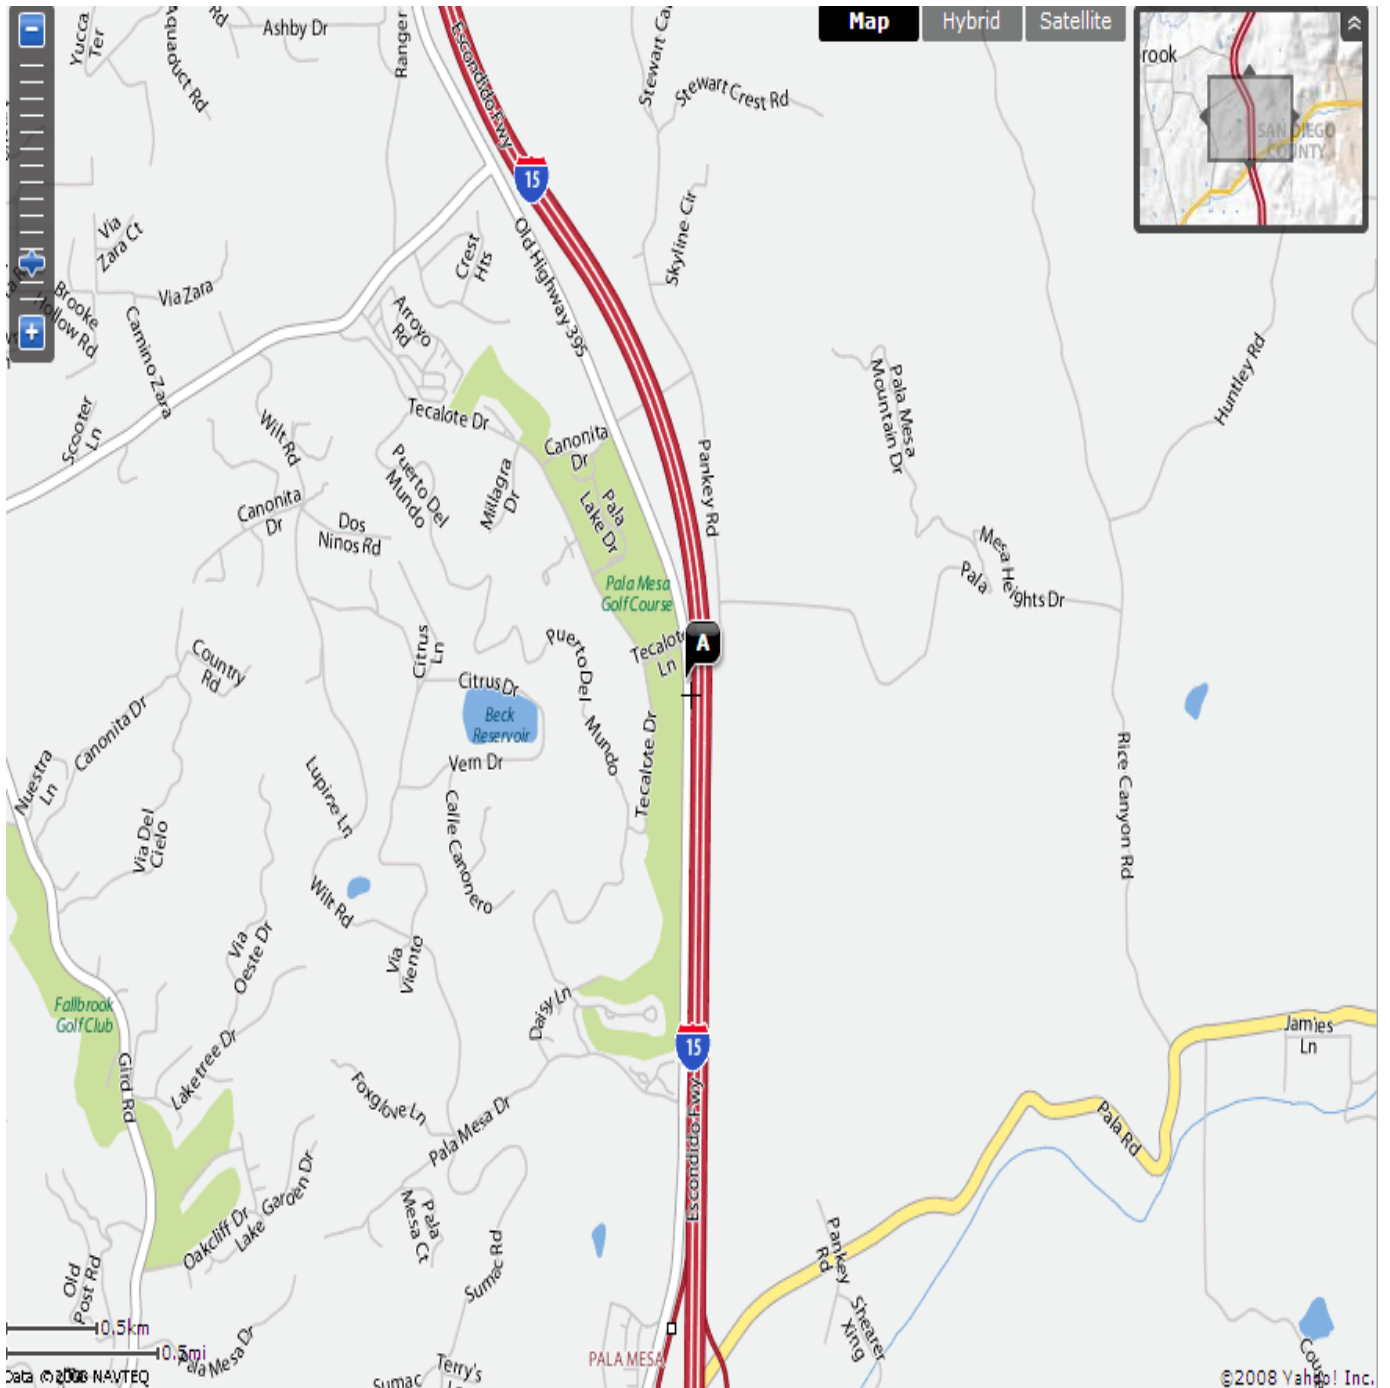 Map
Hybrid
Satellite
rook
SAN DIEGO
COUNTY
Yucca
Ter
Aquaduct Rd
Rd
Ashby Dr
Ranger
Escondido Fwy
15
Stewart Crest Rd
Skyline Cir
Via
Zara Ct
Via Zara
Brooke
Hollow Rd
Camino Zara
Scooter
Ln
Crest
Hts
Arroyo
Rd
Old Highway 395
Tecalote Dr
Wilt Rd
Canonita
Dr
Dos
Ninos Rd
Puerto Del
Mundo
Millagra
Dr
Canonita
Dr
Pala
Lake Dr
Pankey Rd
Pala Mesa
Mountain Dr
Huntley Rd
Pala Mesa
Golf Course
Pala
Mesa Heights Dr
Tecalote
Ln
A
Country
Rd
Citrus
Ln
Citrus Dr
Beck
Reservoir
Vern Dr
Puerto Del
Mundo
Tecalote Dr
Canonita Dr
Nuestra
Ln
Lupine Ln
Via Del
Cielo
Calle Canonero
Wilt Rd
Rice Canyon Rd
Via
Oeste Dr
Via
Viento
Daisy Ln
Fallbrook
Golf Club
Gird Rd
Laketree Dr
Foxglove Ln
Pala Mesa Dr
15
Escondido Fwy
James
Ln
Pala Rd
Oakcliff Dr
Lake Garden Dr
Pala
Mesa Ct
Sumac Rd
Old
Post Rd
Pankey
Rd
Shearer
Xing
0.5km
0.5mi
Pala Mesa Dr
PALA MESA
Terry's
Sumac
NAVTEQ
©2008 Yahoo! Inc.